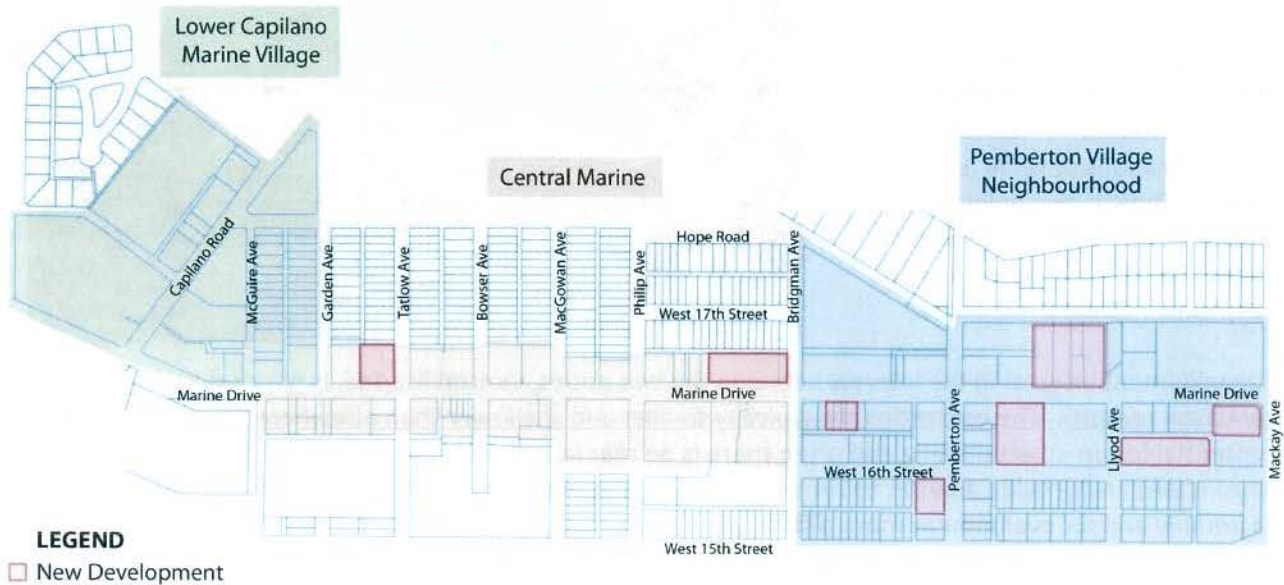 Lower Capilano
Marine Village
Central Marine
Pemberton Village
Neighbourhood
Capilano Road
McGuire Ave
Garden Ave
Tatlow Ave
Bowser Ave
MacGowan Ave
Philip Ave
Hope Road
West 17th Street
Bridgman Ave
Marine Drive
Marine Drive
Marine Drive
Pemberton Ave
Llyod Ave
Mackay Ave
West 16th Street
West 15th Street
LEGEND
New Development